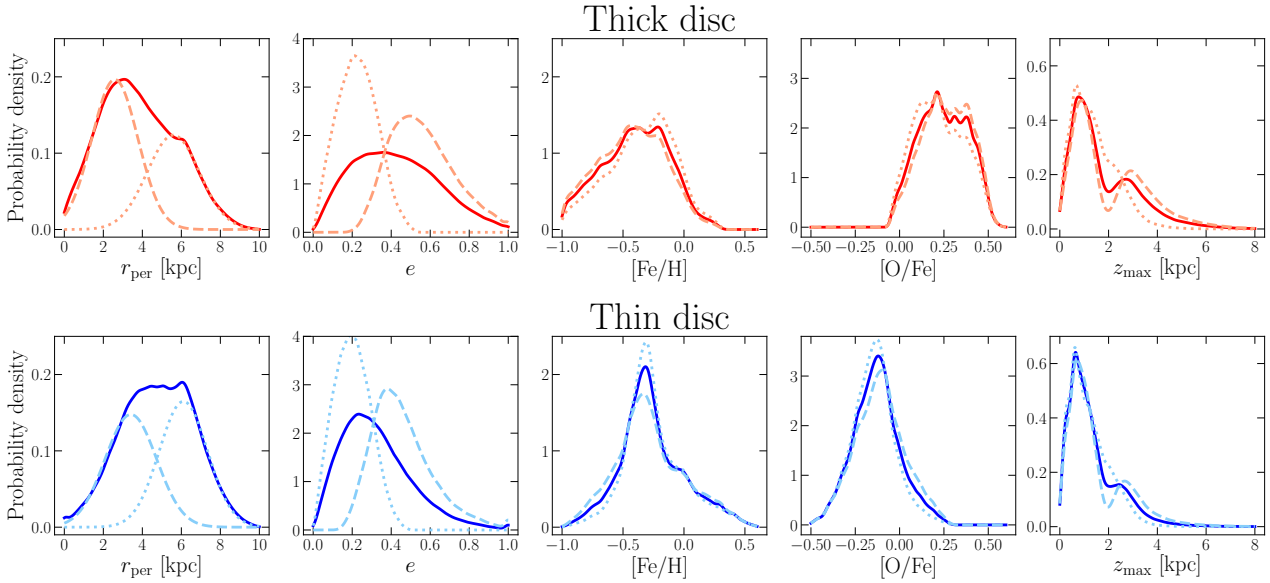 Thick disc
Probability density
0.0 0.1 0.2
0 2 4 6 8 10
r_per [kpc]
0 1 2 3 4
0.0 0.2 0.4 0.6 0.8 1.0
e
0 1 2
−1.0 −0.5 0.0 0.5
[Fe/H]
0 1 2 3
−0.50 −0.25 0.00 0.25 0.50
[O/Fe]
0.0 0.2 0.4 0.6
0 2 4 6 8
z_max [kpc]
Thin disc
Probability density
0.0 0.1 0.2
0 2 4 6 8 10
r_per [kpc]
0 1 2 3 4
0.0 0.2 0.4 0.6 0.8 1.0
e
0 1 2
−1.0 −0.5 0.0 0.5
[Fe/H]
0 1 2 3
−0.50 −0.25 0.00 0.25 0.50
[O/Fe]
0.0 0.2 0.4 0.6
0 2 4 6 8
z_max [kpc]